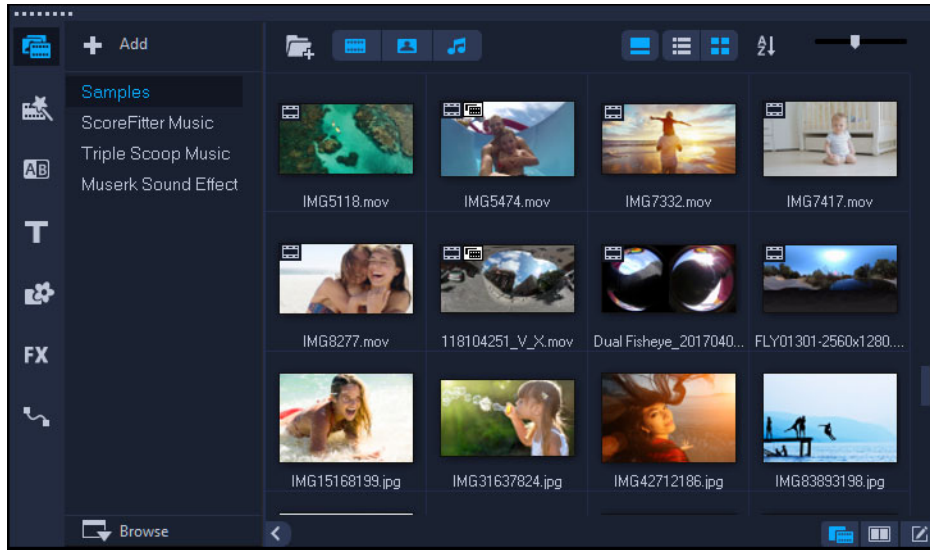 Add
Samples
ScoreFitter Music
Triple Scoop Music
Muserk Sound Effect
AB
T
FX
Browse
A Z
IMG5118.mov
IMG5474.mov
IMG7332.mov
IMG7417.mov
IMG8277.mov
118104251_V_X.mov
Dual Fisheye_2017040...
FLY01301-2560x1280....
IMG15168199.jpg
IMG31637824.jpg
IMG42712186.jpg
IMG83893198.jpg